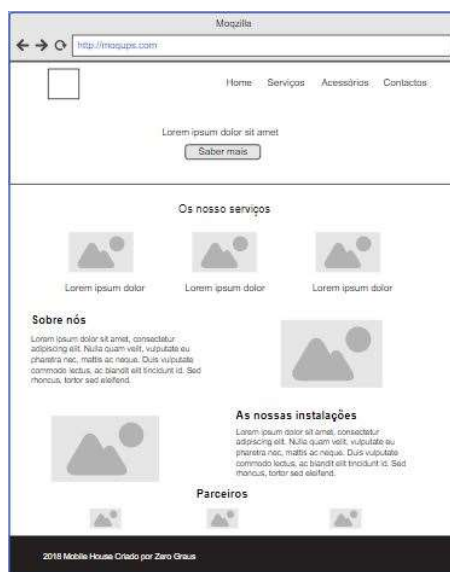 Moqzilla
http://moqups.com
Home Serviços Acessórios Contactos
Lorem ipsum dolor sit amet
Saber mais
Os nosso serviços
Lorem ipsum dolor Lorem ipsum dolor Lorem ipsum dolor
Sobre nós
Lorem ipsum dolor sit amet, consectetur
adipiscing elit. Nulla quam velit, vulputate eu
pharetra nec, mattis ac neque. Duis vulputate
commodo lectus, ac blandit elit tincidunt id. Sed
rhoncus, tortor sed eleifend.
As nossas instalações
Lorem ipsum dolor sit amet, consectetur
adipiscing elit. Nulla quam velit, vulputate eu
pharetra nec, mattis ac neque. Duis vulputate
commodo lectus, ac blandit elit tincidunt id. Sed
rhoncus, tortor sed eleifend.
Parceiros
2018 Mobile House Criado por Zero Graus